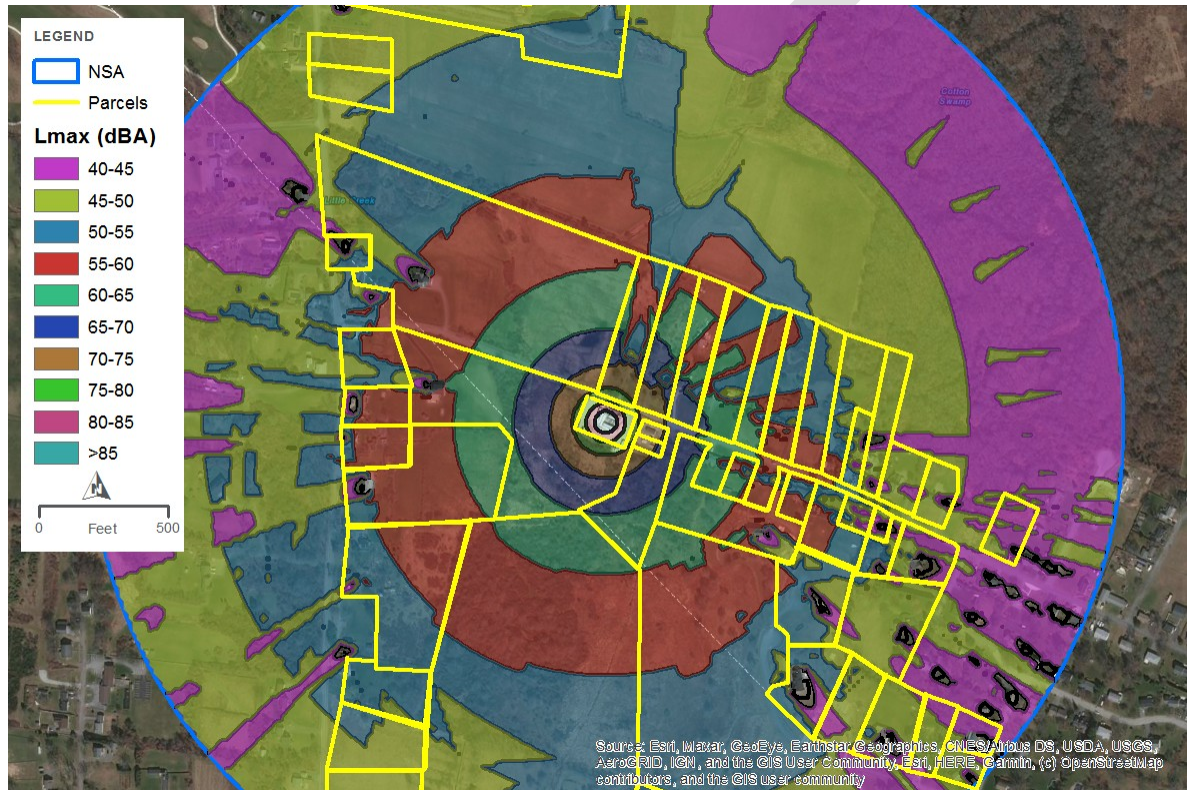 LEGEND
NSA
Parcels
Lmax (dBA)
40-45
45-50
50-55
55-60
60-65
65-70
70-75
75-80
80-85
>85
N
0 Feet 500
Cotton
Swamp
Little Creek
Source: Esri, Maxar, GeoEye, Earthstar Geographics, CNES/Airbus DS, USDA, USGS,
AeroGRID, IGN, and the GIS User Community, Esri, HERE, Garmin, (c) OpenStreetMap
contributors, and the GIS user community